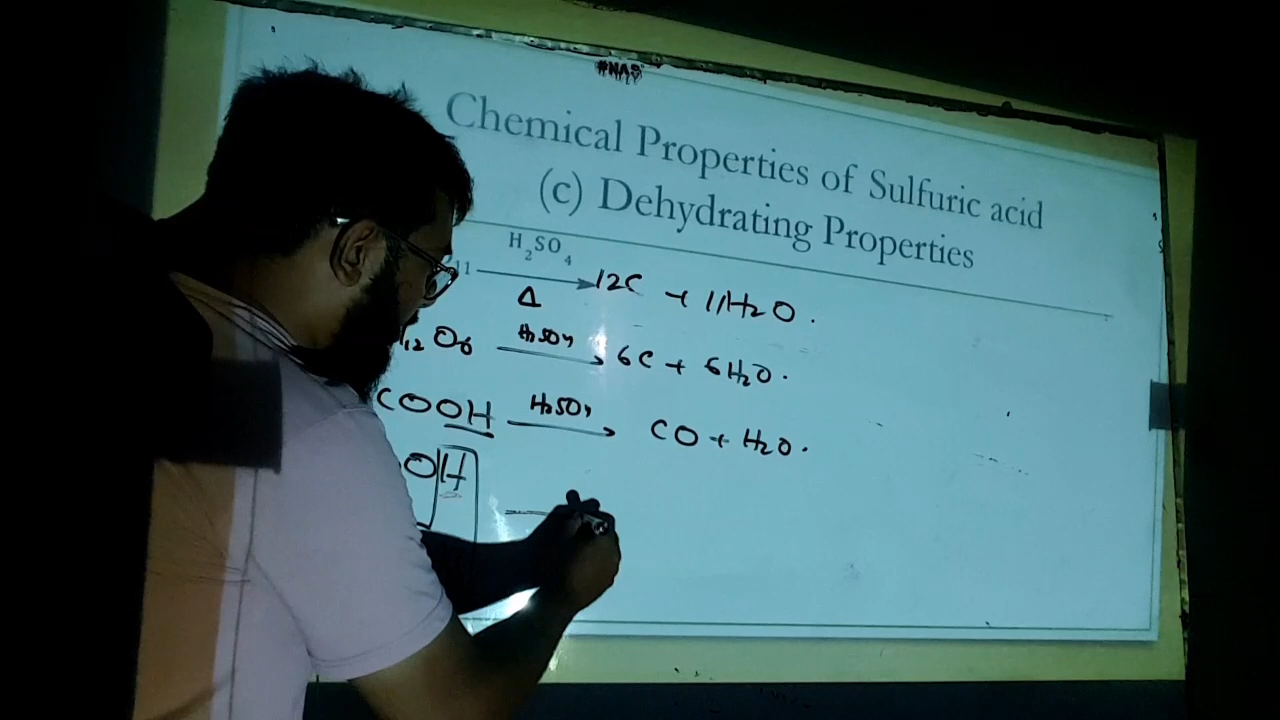 #NAS
Chemical Properties of Sulfuric acid
(c) Dehydrating Properties
11 H₂SO₄ → 12C + 11H₂O.
Δ
H₁₂O₆ H₂SO₄ → 6C + 6H₂O.
COOH H₂SO₄ → CO + H₂O.
OH